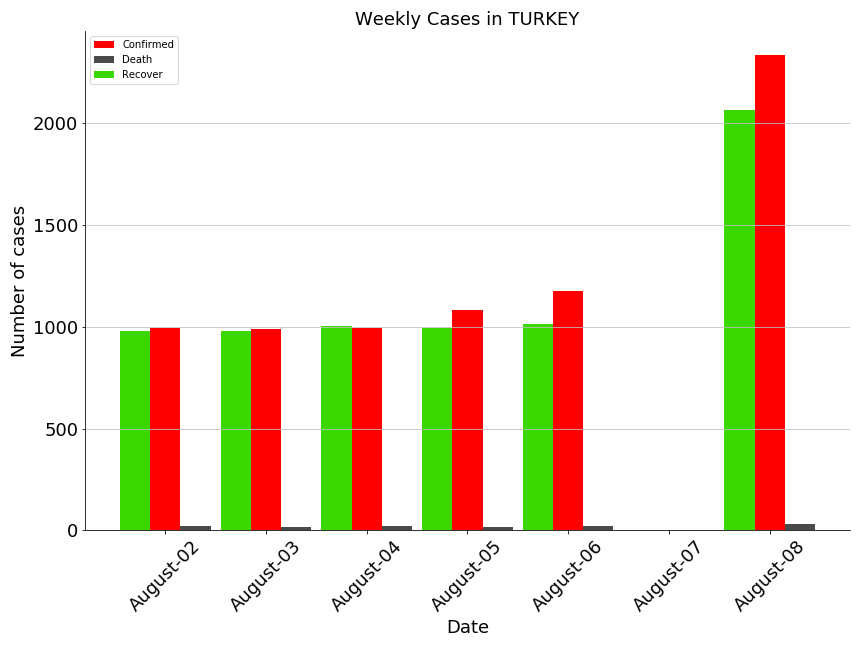 Weekly Cases in TURKEY
Confirmed
Death
Recover
Number of cases
2000
1500
1000
500
0
August-02
August-03
August-04
August-05
August-06
August-07
August-08
Date